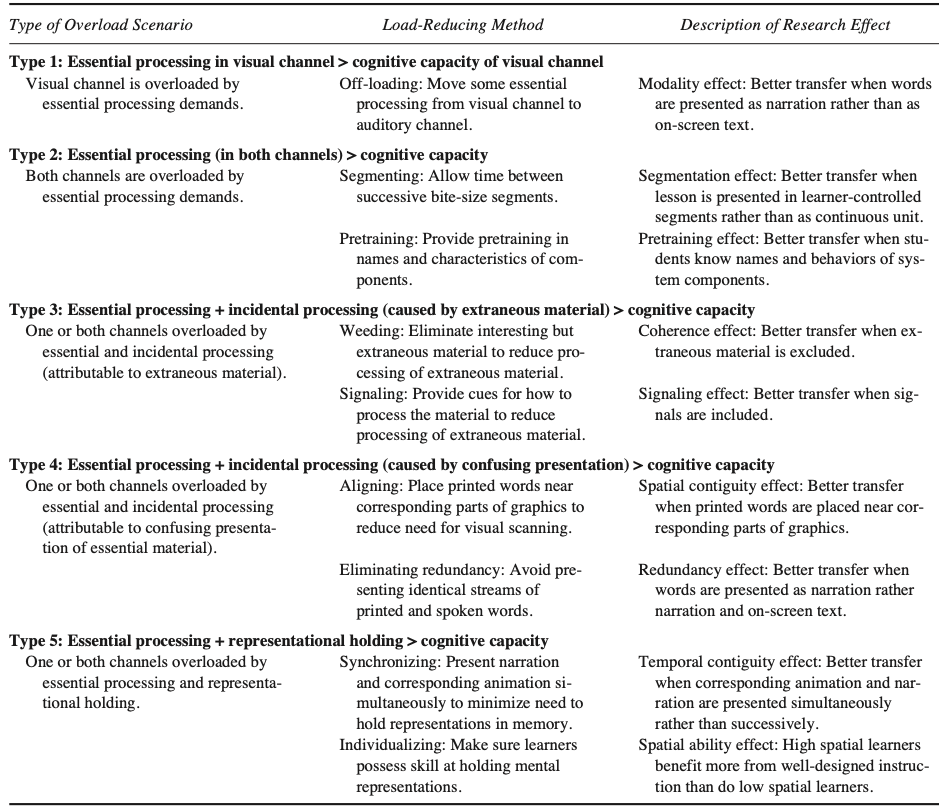 Type of Overload Scenario Load-Reducing Method Description of Research Effect
Type 1: Essential processing in visual channel > cognitive capacity of visual channel
Visual channel is overloaded by
essential processing demands.
Off-loading: Move some essential
processing from visual channel to
auditory channel.
Modality effect: Better transfer when words
are presented as narration rather than as
on-screen text.
Type 2: Essential processing (in both channels) > cognitive capacity
Both channels are overloaded by
essential processing demands.
Segmenting: Allow time between
successive bite-size segments.
Segmentation effect: Better transfer when
lesson is presented in learner-controlled
segments rather than as continuous unit.
Pretraining: Provide pretraining in
names and characteristics of com-
ponents.
Pretraining effect: Better transfer when stu-
dents know names and behaviors of sys-
tem components.
Type 3: Essential processing + incidental processing (caused by extraneous material) > cognitive capacity
One or both channels overloaded by
essential and incidental processing
(attributable to extraneous material).
Weeding: Eliminate interesting but
extraneous material to reduce pro-
cessing of extraneous material.
Coherence effect: Better transfer when ex-
traneous material is excluded.
Signaling: Provide cues for how to
process the material to reduce
processing of extraneous material.
Signaling effect: Better transfer when sig-
nals are included.
Type 4: Essential processing + incidental processing (caused by confusing presentation) > cognitive capacity
One or both channels overloaded by
essential and incidental processing
(attributable to confusing presenta-
tion of essential material).
Aligning: Place printed words near
corresponding parts of graphics to
reduce need for visual scanning.
Spatial contiguity effect: Better transfer
when printed words are placed near cor-
responding parts of graphics.
Eliminating redundancy: Avoid pre-
senting identical streams of
printed and spoken words.
Redundancy effect: Better transfer when
words are presented as narration rather
narration and on-screen text.
Type 5: Essential processing + representational holding > cognitive capacity
One or both channels overloaded by
essential processing and representa-
tional holding.
Synchronizing: Present narration
and corresponding animation si-
multaneously to minimize need to
hold representations in memory.
Temporal contiguity effect: Better transfer
when corresponding animation and nar-
ration are presented simultaneously
rather than successively.
Individualizing: Make sure learners
possess skill at holding mental
representations.
Spatial ability effect: High spatial learners
benefit more from well-designed instruc-
tion than do low spatial learners.